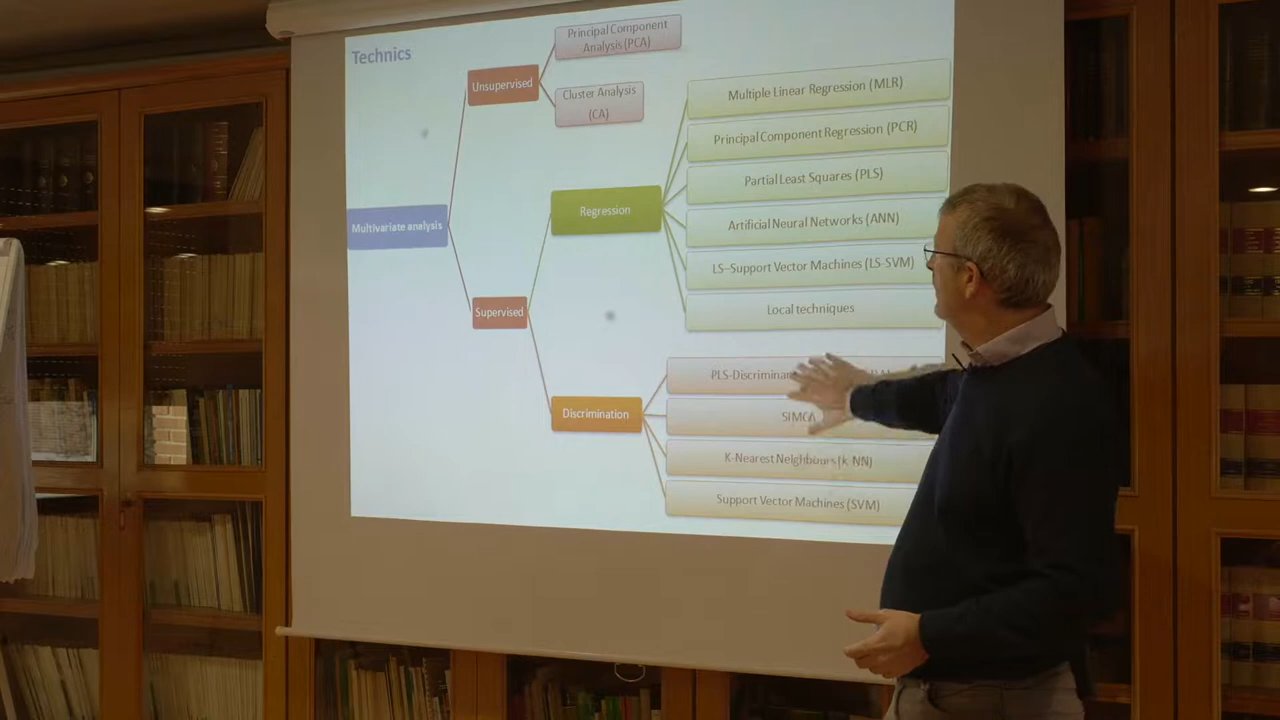 Technics
Principal Component
Analysis (PCA)
Unsupervised
Cluster Analysis
(CA)
Multiple Linear Regression (MLR)
Principal Component Regression (PCR)
Partial Least Squares (PLS)
Regression
Artificial Neural Networks (ANN)
Multivariate analysis
LS–Support Vector Machines (LS-SVM)
Supervised
Local techniques
PLS-Discriminan
SIMCA
Discrimination
K-Nearest Neighbours (k NN)
Support Vector Machines (SVM)